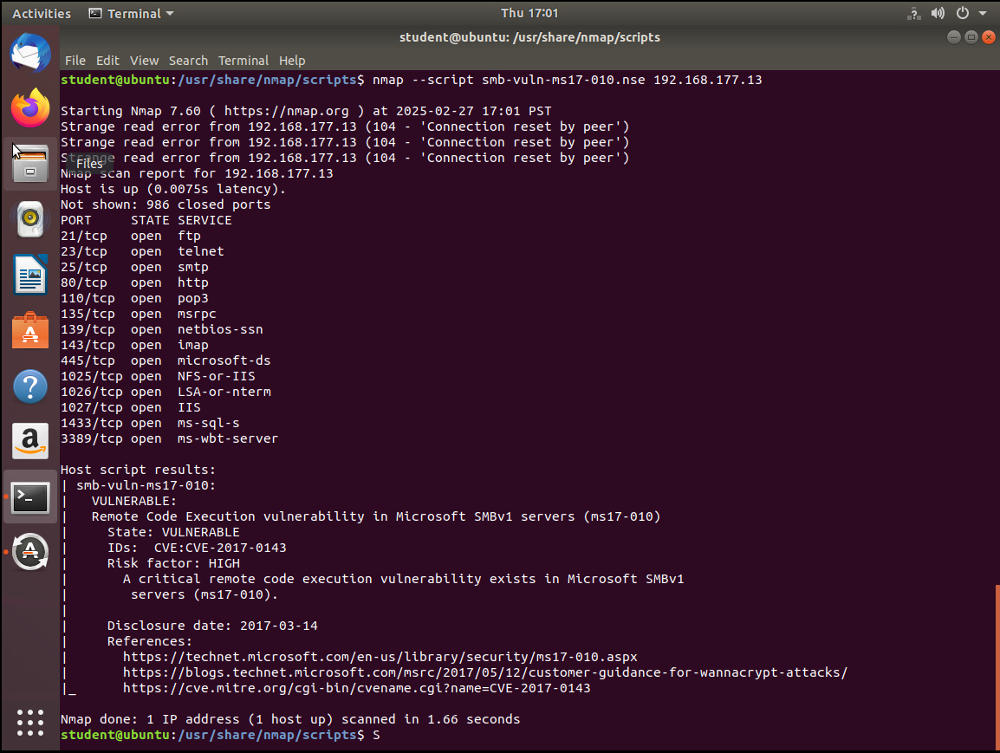 Activities Terminal Thu 17:01
student@ubuntu: /usr/share/nmap/scripts
File Edit View Search Terminal Help
student@ubuntu:/usr/share/nmap/scripts$ nmap --script smb-vuln-ms17-010.nse 192.168.177.13
Starting Nmap 7.60 ( https://nmap.org ) at 2025-02-27 17:01 PST
Strange read error from 192.168.177.13 (104 - 'Connection reset by peer')
Strange read error from 192.168.177.13 (104 - 'Connection reset by peer')
Strange read error from 192.168.177.13 (104 - 'Connection reset by peer')
Files
Nmap scan report for 192.168.177.13
Host is up (0.0075s latency).
Not shown: 986 closed ports
PORT     STATE SERVICE
21/tcp   open  ftp
23/tcp   open  telnet
25/tcp   open  smtp
80/tcp   open  http
110/tcp  open  pop3
135/tcp  open  msrpc
139/tcp  open  netbios-ssn
143/tcp  open  imap
445/tcp  open  microsoft-ds
1025/tcp open  NFS-or-IIS
1026/tcp open  LSA-or-nterm
1027/tcp open  IIS
1433/tcp open  ms-sql-s
3389/tcp open  ms-wbt-server
Host script results:
| smb-vuln-ms17-010:
|   VULNERABLE:
|   Remote Code Execution vulnerability in Microsoft SMBv1 servers (ms17-010)
|     State: VULNERABLE
|     IDs:  CVE:CVE-2017-0143
|     Risk factor: HIGH
|       A critical remote code execution vulnerability exists in Microsoft SMBv1
|        servers (ms17-010).
|
|     Disclosure date: 2017-03-14
|     References:
|       https://technet.microsoft.com/en-us/library/security/ms17-010.aspx
|       https://blogs.technet.microsoft.com/msrc/2017/05/12/customer-guidance-for-wannacrypt-attacks/
|_      https://cve.mitre.org/cgi-bin/cvename.cgi?name=CVE-2017-0143
Nmap done: 1 IP address (1 host up) scanned in 1.66 seconds
student@ubuntu:/usr/share/nmap/scripts$ S